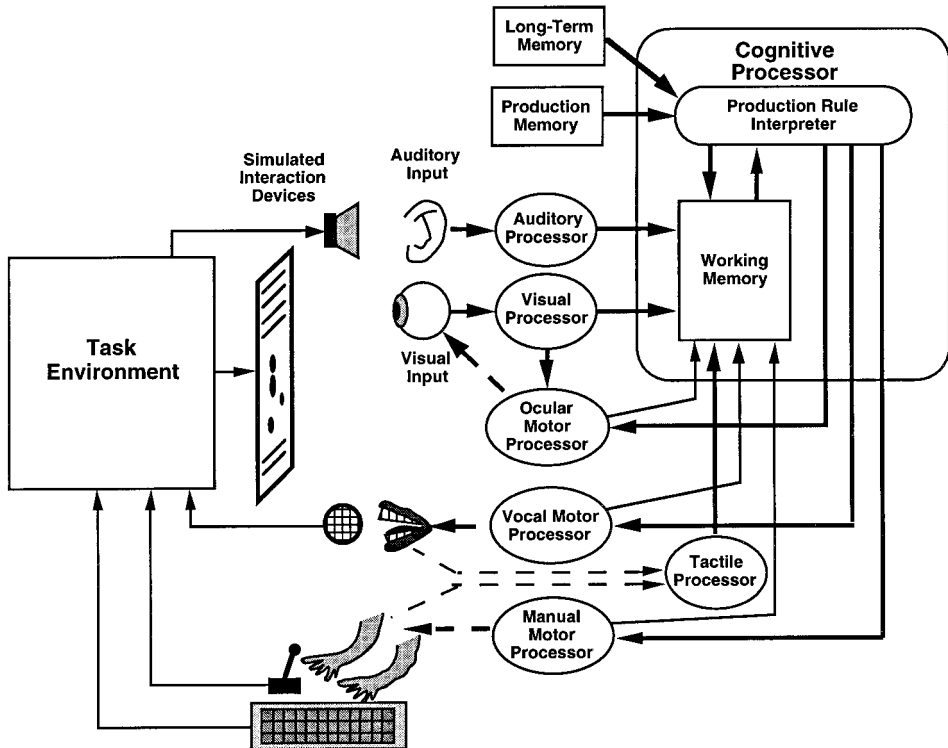 Long-Term
Memory
Cognitive
Processor
Production
Memory
Production Rule
Interpreter
Simulated
Interaction
Devices
Auditory
Input
Auditory
Processor
Working
Memory
Visual
Processor
Task
Environment
Visual
Input
Ocular
Motor
Processor
Vocal Motor
Processor
Tactile
Processor
Manual
Motor
Processor